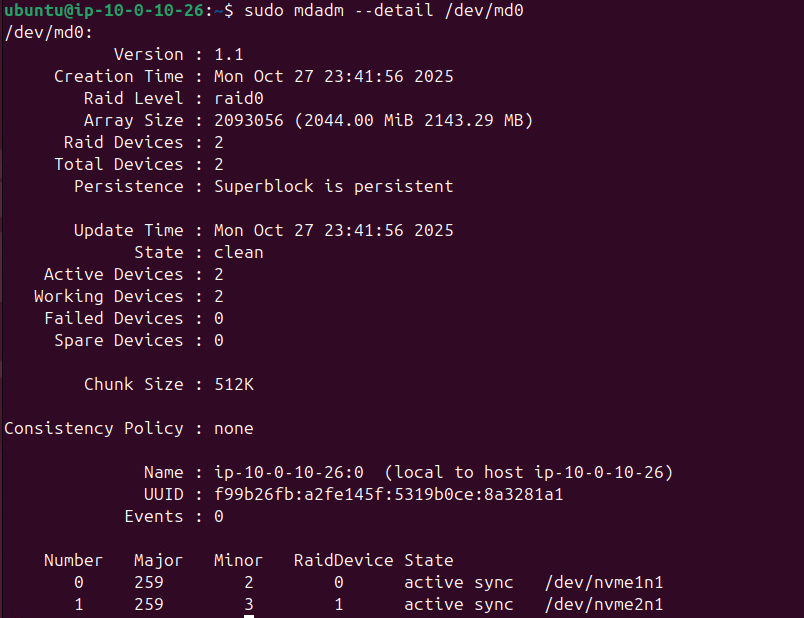 ubuntu@ip-10-0-10-26:~$ sudo mdadm --detail /dev/md0
/dev/md0:
           Version : 1.1
     Creation Time : Mon Oct 27 23:41:56 2025
        Raid Level : raid0
        Array Size : 2093056 (2044.00 MiB 2143.29 MB)
      Raid Devices : 2
     Total Devices : 2
       Persistence : Superblock is persistent

       Update Time : Mon Oct 27 23:41:56 2025
             State : clean
    Active Devices : 2
   Working Devices : 2
    Failed Devices : 0
     Spare Devices : 0

        Chunk Size : 512K

Consistency Policy : none

              Name : ip-10-0-10-26:0  (local to host ip-10-0-10-26)
              UUID : f99b26fb:a2fe145f:5319b0ce:8a3281a1
            Events : 0

    Number   Major   Minor   RaidDevice State
       0     259        2        0      active sync   /dev/nvme1n1
       1     259        3        1      active sync   /dev/nvme2n1